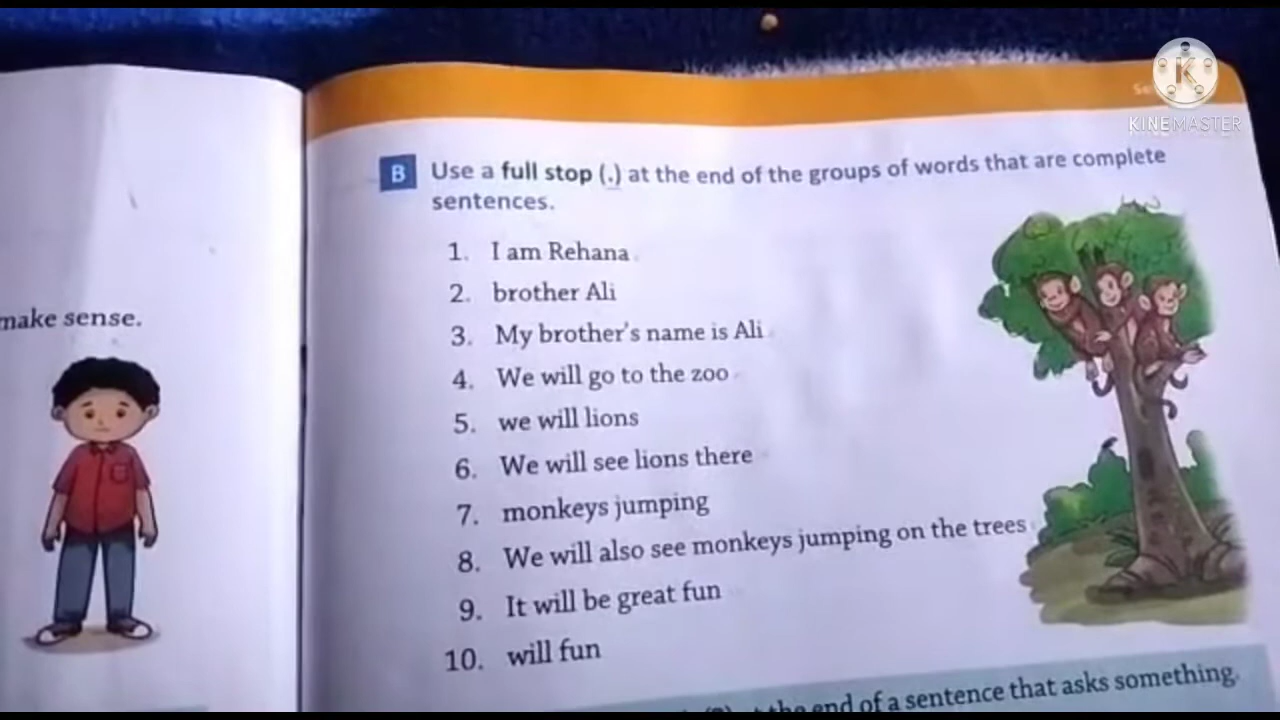 KINEMASTER
B Use a full stop (.) at the end of the groups of words that are complete
sentences.
1. I am Rehana
2. brother Ali
make sense.
3. My brother's name is Ali
4. We will go to the zoo
5. we will lions
6. We will see lions there
7. monkeys jumping
8. We will also see monkeys jumping on the trees
9. It will be great fun
10. will fun
the end of a sentence that asks something.